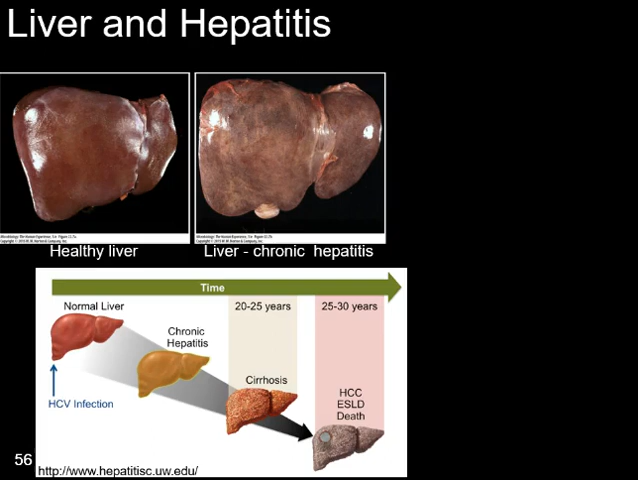 Liver and Hepatitis
Healthy liver
Liver - chronic hepatitis
Time
Normal Liver
20-25 years
25-30 years
Chronic
Hepatitis
Cirrhosis
HCC
ESLD
Death
HCV Infection
56
http://www.hepatitisc.uw.edu/